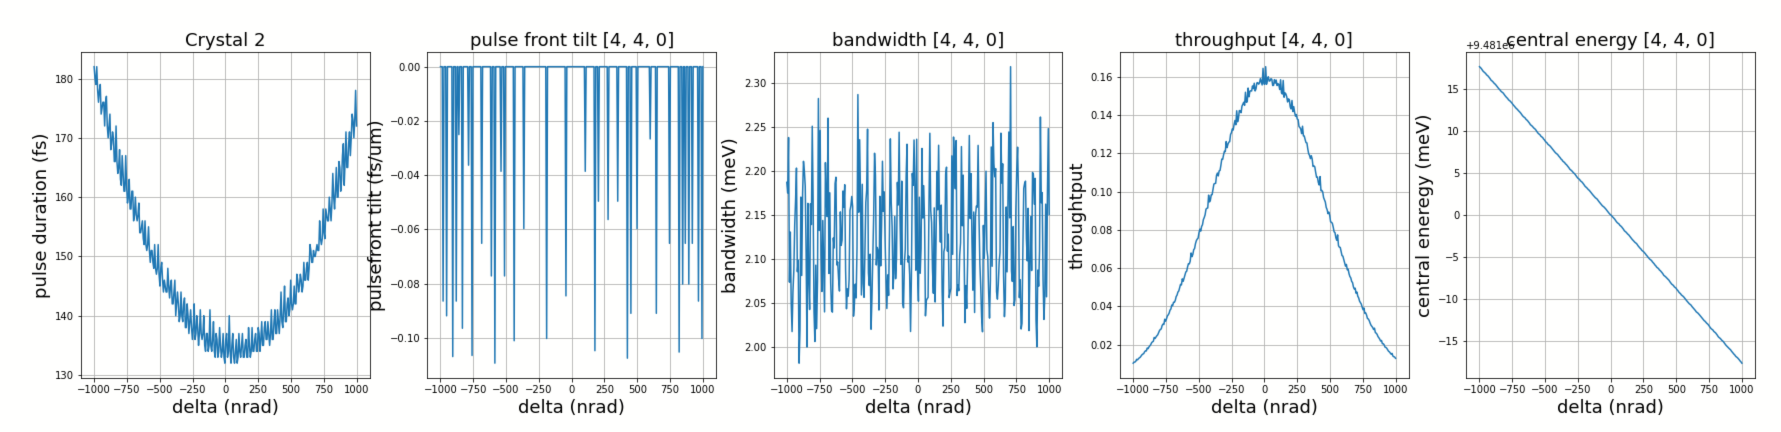 Crystal 2
pulse duration (fs)
180
170
160
150
140
130
−1000 −750 −500 −250 0 250 500 750 1000
delta (nrad)
pulse front tilt [4, 4, 0]
pulsefront tilt (fs/um)
0.00
−0.02
−0.04
−0.06
−0.08
−0.10
−1000 −750 −500 −250 0 250 500 750 1000
delta (nrad)
bandwidth [4, 4, 0]
bandwidth (meV)
2.30
2.25
2.20
2.15
2.10
2.05
2.00
−1000 −750 −500 −250 0 250 500 750 1000
delta (nrad)
throughput [4, 4, 0]
throughtput
0.16
0.14
0.12
0.10
0.08
0.06
0.04
0.02
−1000 −750 −500 −250 0 250 500 750 1000
delta (nrad)
central energy [4, 4, 0]
+9.481e6
central eneregy (meV)
15
10
5
0
−5
−10
−15
−1000 −750 −500 −250 0 250 500 750 1000
delta (nrad)